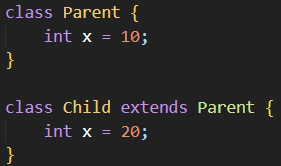 class Parent {
    int x = 10;
}

class Child extends Parent {
    int x = 20;
}